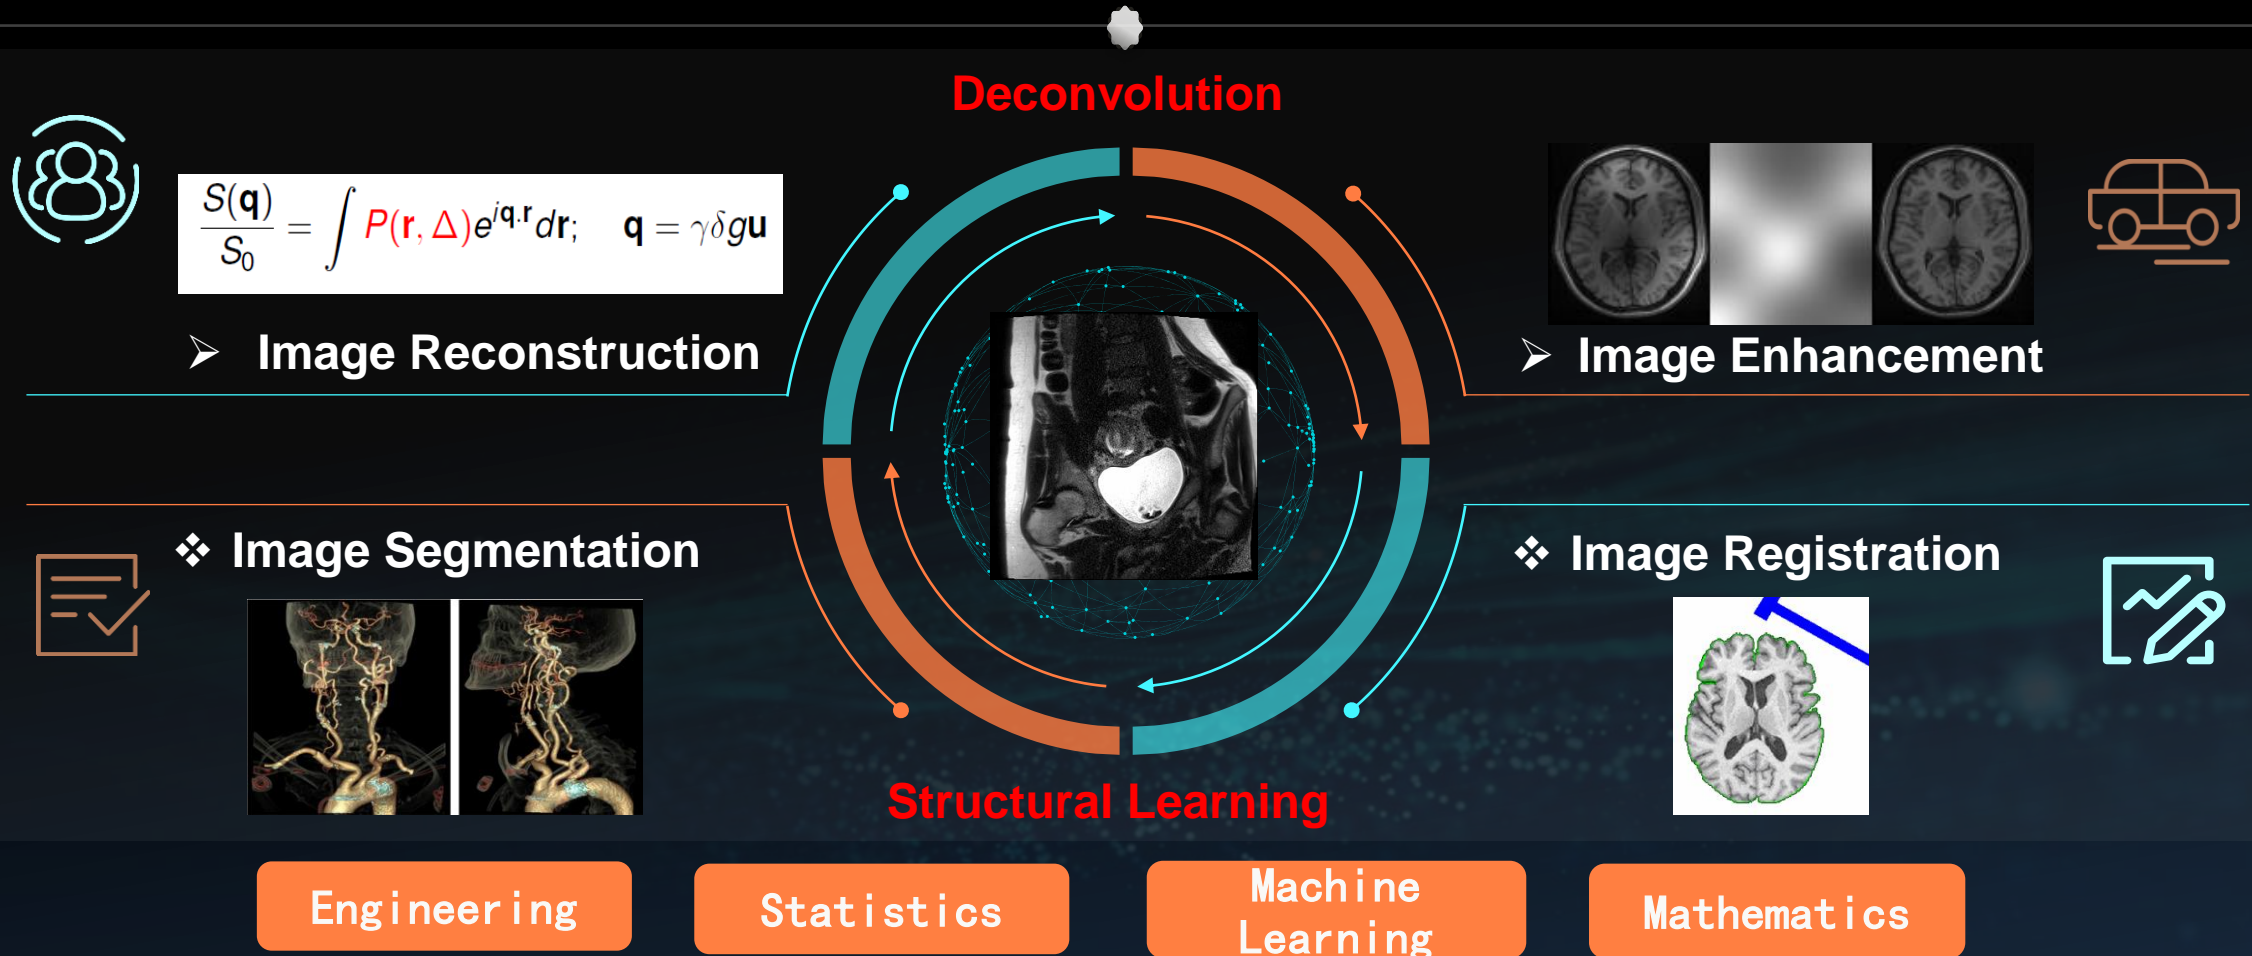 Deconvolution
S(q)/S₀ = ∫ P(r, Δ)e^{iq.r} dr; q = γδgu
➢ Image Reconstruction
➢ Image Enhancement
❖ Image Segmentation
❖ Image Registration
Structural Learning
Engineering
Statistics
Machine
Learning
Mathematics